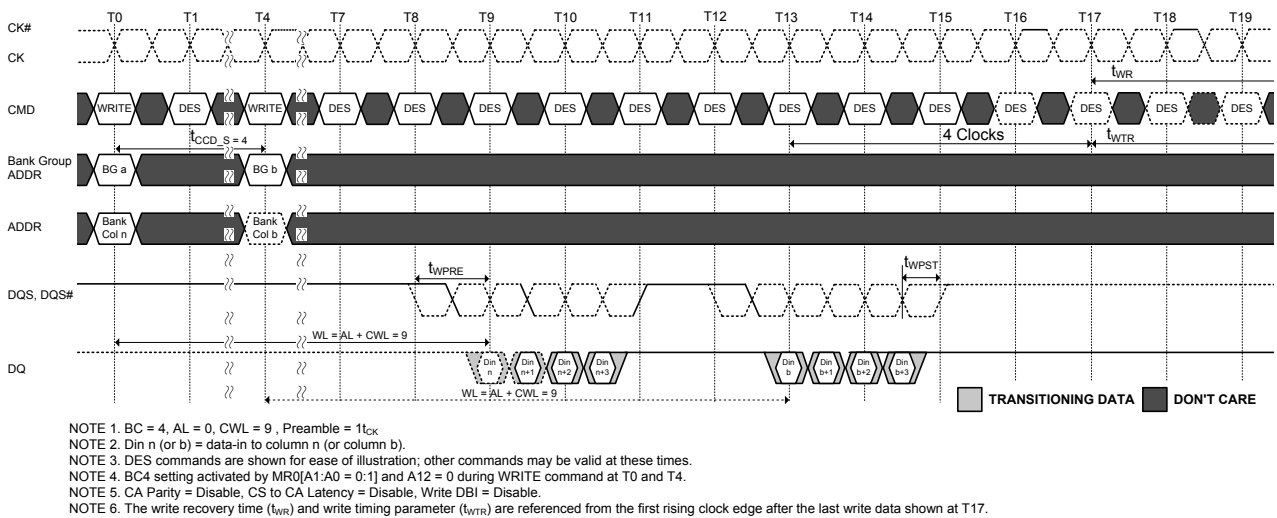 T0 T1 T4 T7 T8 T9 T10 T11 T12 T13 T14 T15 T16 T17 T18 T19
CK#
CK
tWR
CMD
WRITE DES WRITE DES DES DES DES DES DES DES DES DES DES DES DES DES
tCCD_S = 4
4 Clocks
tWTR
Bank Group
ADDR
BG a BG b
ADDR
Bank Col n
Bank Col b
tWPRE
tWPST
DQS, DQS#
WL = AL + CWL = 9
DQ
Din n
Din n+1
Din n+2
Din n+3
Din b
Din b+1
Din b+2
Din b+3
WL = AL + CWL = 9
TRANSITIONING DATA DON'T CARE
NOTE 1. BC = 4, AL = 0, CWL = 9 , Preamble = 1tCK
NOTE 2. Din n (or b) = data-in to column n (or column b).
NOTE 3. DES commands are shown for ease of illustration; other commands may be valid at these times.
NOTE 4. BC4 setting activated by MR0[A1:A0 = 0:1] and A12 = 0 during WRITE command at T0 and T4.
NOTE 5. CA Parity = Disable, CS to CA Latency = Disable, Write DBI = Disable.
NOTE 6. The write recovery time (tWR) and write timing parameter (tWTR) are referenced from the first rising clock edge after the last write data shown at T17.